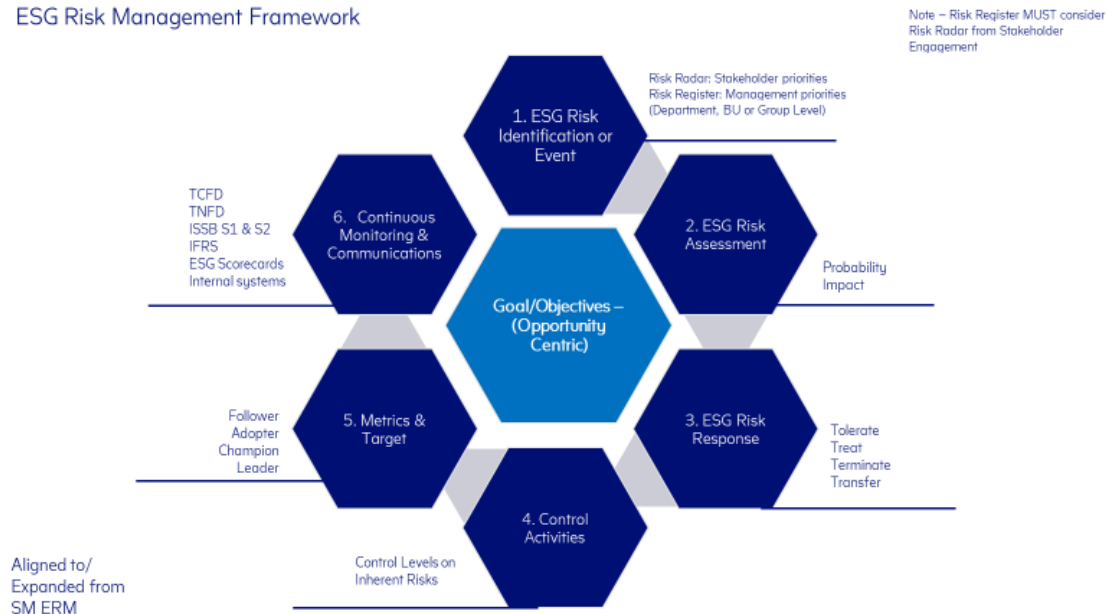 ESG Risk Management Framework
Note – Risk Register MUST consider
Risk Radar from Stakeholder
Engagement
1. ESG Risk
Identification or
Event
Risk Radar: Stakeholder priorities
Risk Register: Management priorities
(Department, BU or Group Level)
2. ESG Risk
Assessment
Probability
Impact
3. ESG Risk
Response
Tolerate
Treat
Terminate
Transfer
4. Control
Activities
Control Levels on
Inherent Risks
5. Metrics &
Target
Follower
Adopter
Champion
Leader
6. Continuous
Monitoring &
Communications
TCFD
TNFD
ISSB S1 & S2
IFRS
ESG Scorecards
Internal systems
Goal/Objectives –
(Opportunity
Centric)
Aligned to/
Expanded from
SM ERM